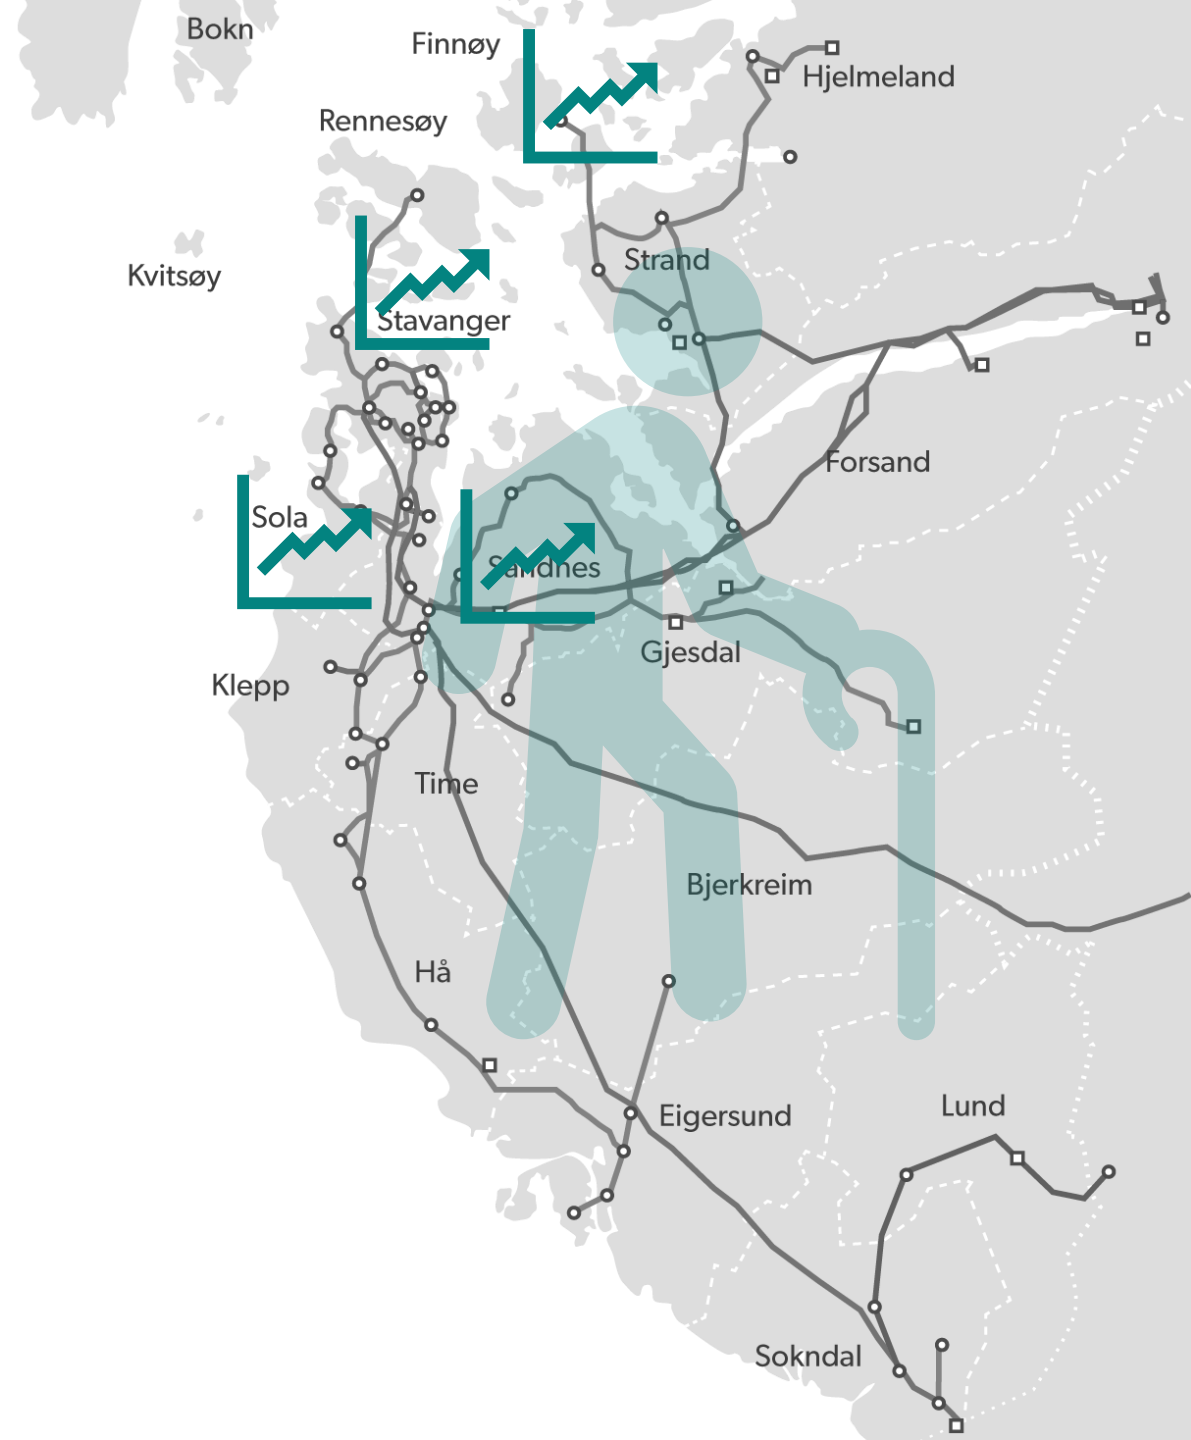 Bokn
Finnøy
Hjelmeland
Rennesøy
Strand
Kvitsøy
Stavanger
Forsand
Sola
Sandnes
Gjesdal
Klepp
Time
Bjerkreim
Hå
Lund
Eigersund
Sokndal